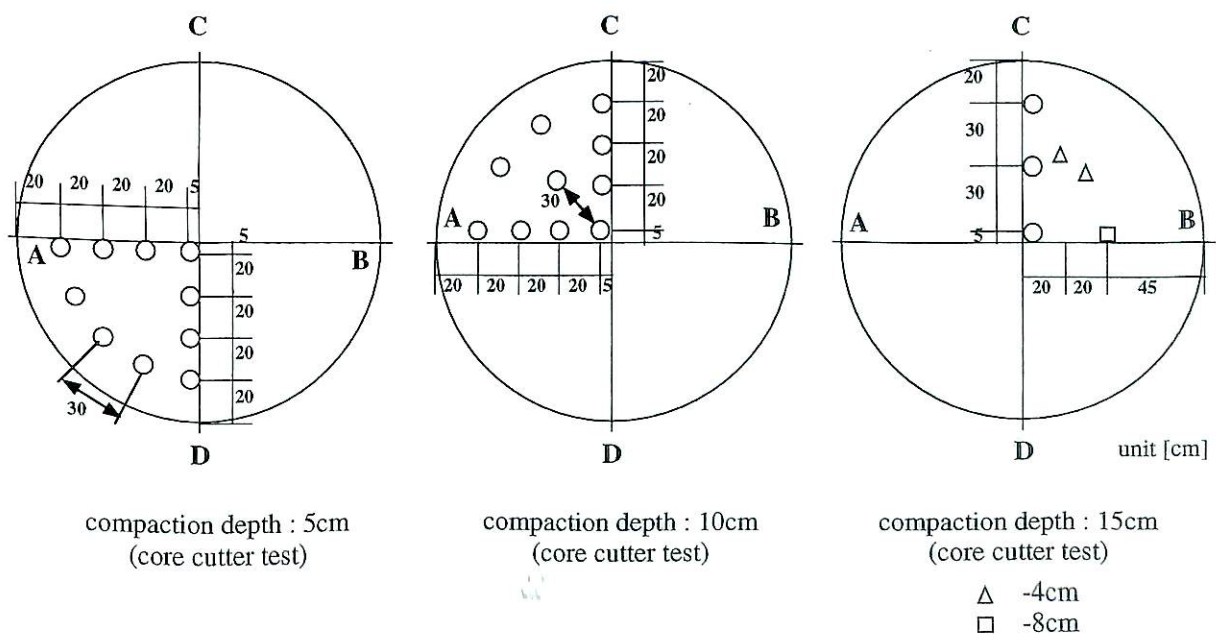 C
20
20
20
5
5
A
B
20
20
20
20
30
D
compaction depth : 5cm
(core cutter test)
C
20
20
20
20
30
A
B
5
20
20
20
20
5
D
compaction depth : 10cm
(core cutter test)
C
20
30
30
A
B
5
20
20
45
D
unit [cm]
compaction depth : 15cm
(core cutter test)
△ -4cm
□ -8cm